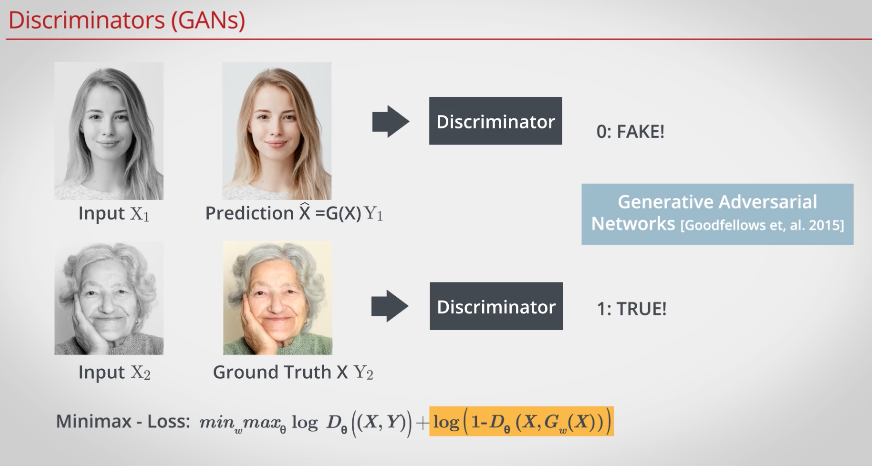 Discriminators (GANs)
Discriminator
0: FAKE!
Input X₁
Prediction X̂ =G(X) Y₁
Generative Adversarial
Networks [Goodfellows et, al. 2015]
Discriminator
1: TRUE!
Input X₂
Ground Truth X Y₂
Minimax - Loss: min_w max_θ log D_θ((X,Y))+log(1-D_θ(X,G_w(X)))